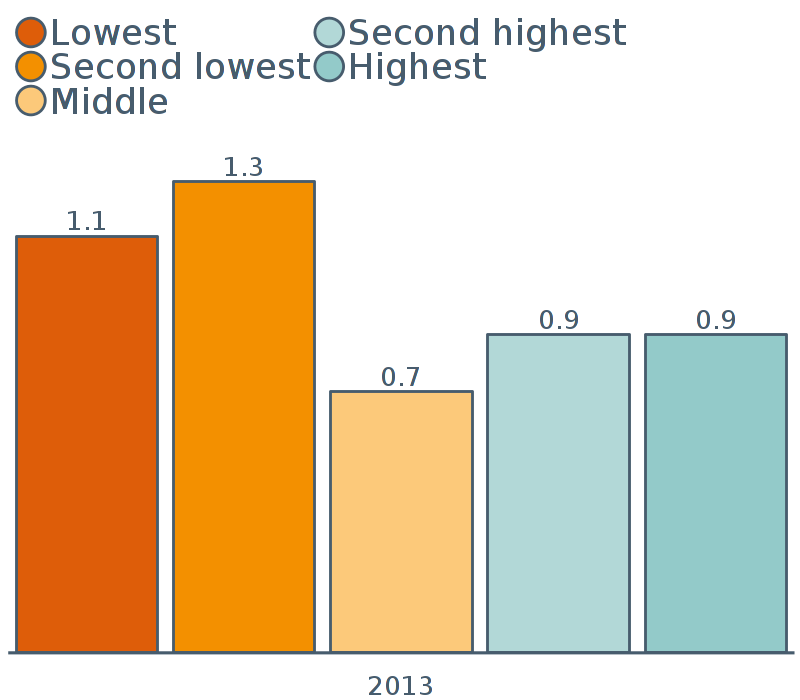 Lowest
Second lowest
Middle
Second highest
Highest
1.1
1.3
0.7
0.9
0.9
2013